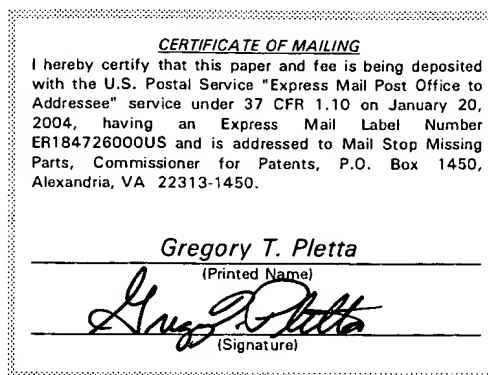 CERTIFICATE OF MAILING
I hereby certify that this paper and fee is being deposited
with the U.S. Postal Service "Express Mail Post Office to
Addressee" service under 37 CFR 1.10 on January 20,
2004, having an Express Mail Label Number
ER184726000US and is addressed to Mail Stop Missing
Parts, Commissioner for Patents, P.O. Box 1450,
Alexandria, VA 22313-1450.
Gregory T. Pletta
(Printed Name)
Gregory T Pletta
(Signature)